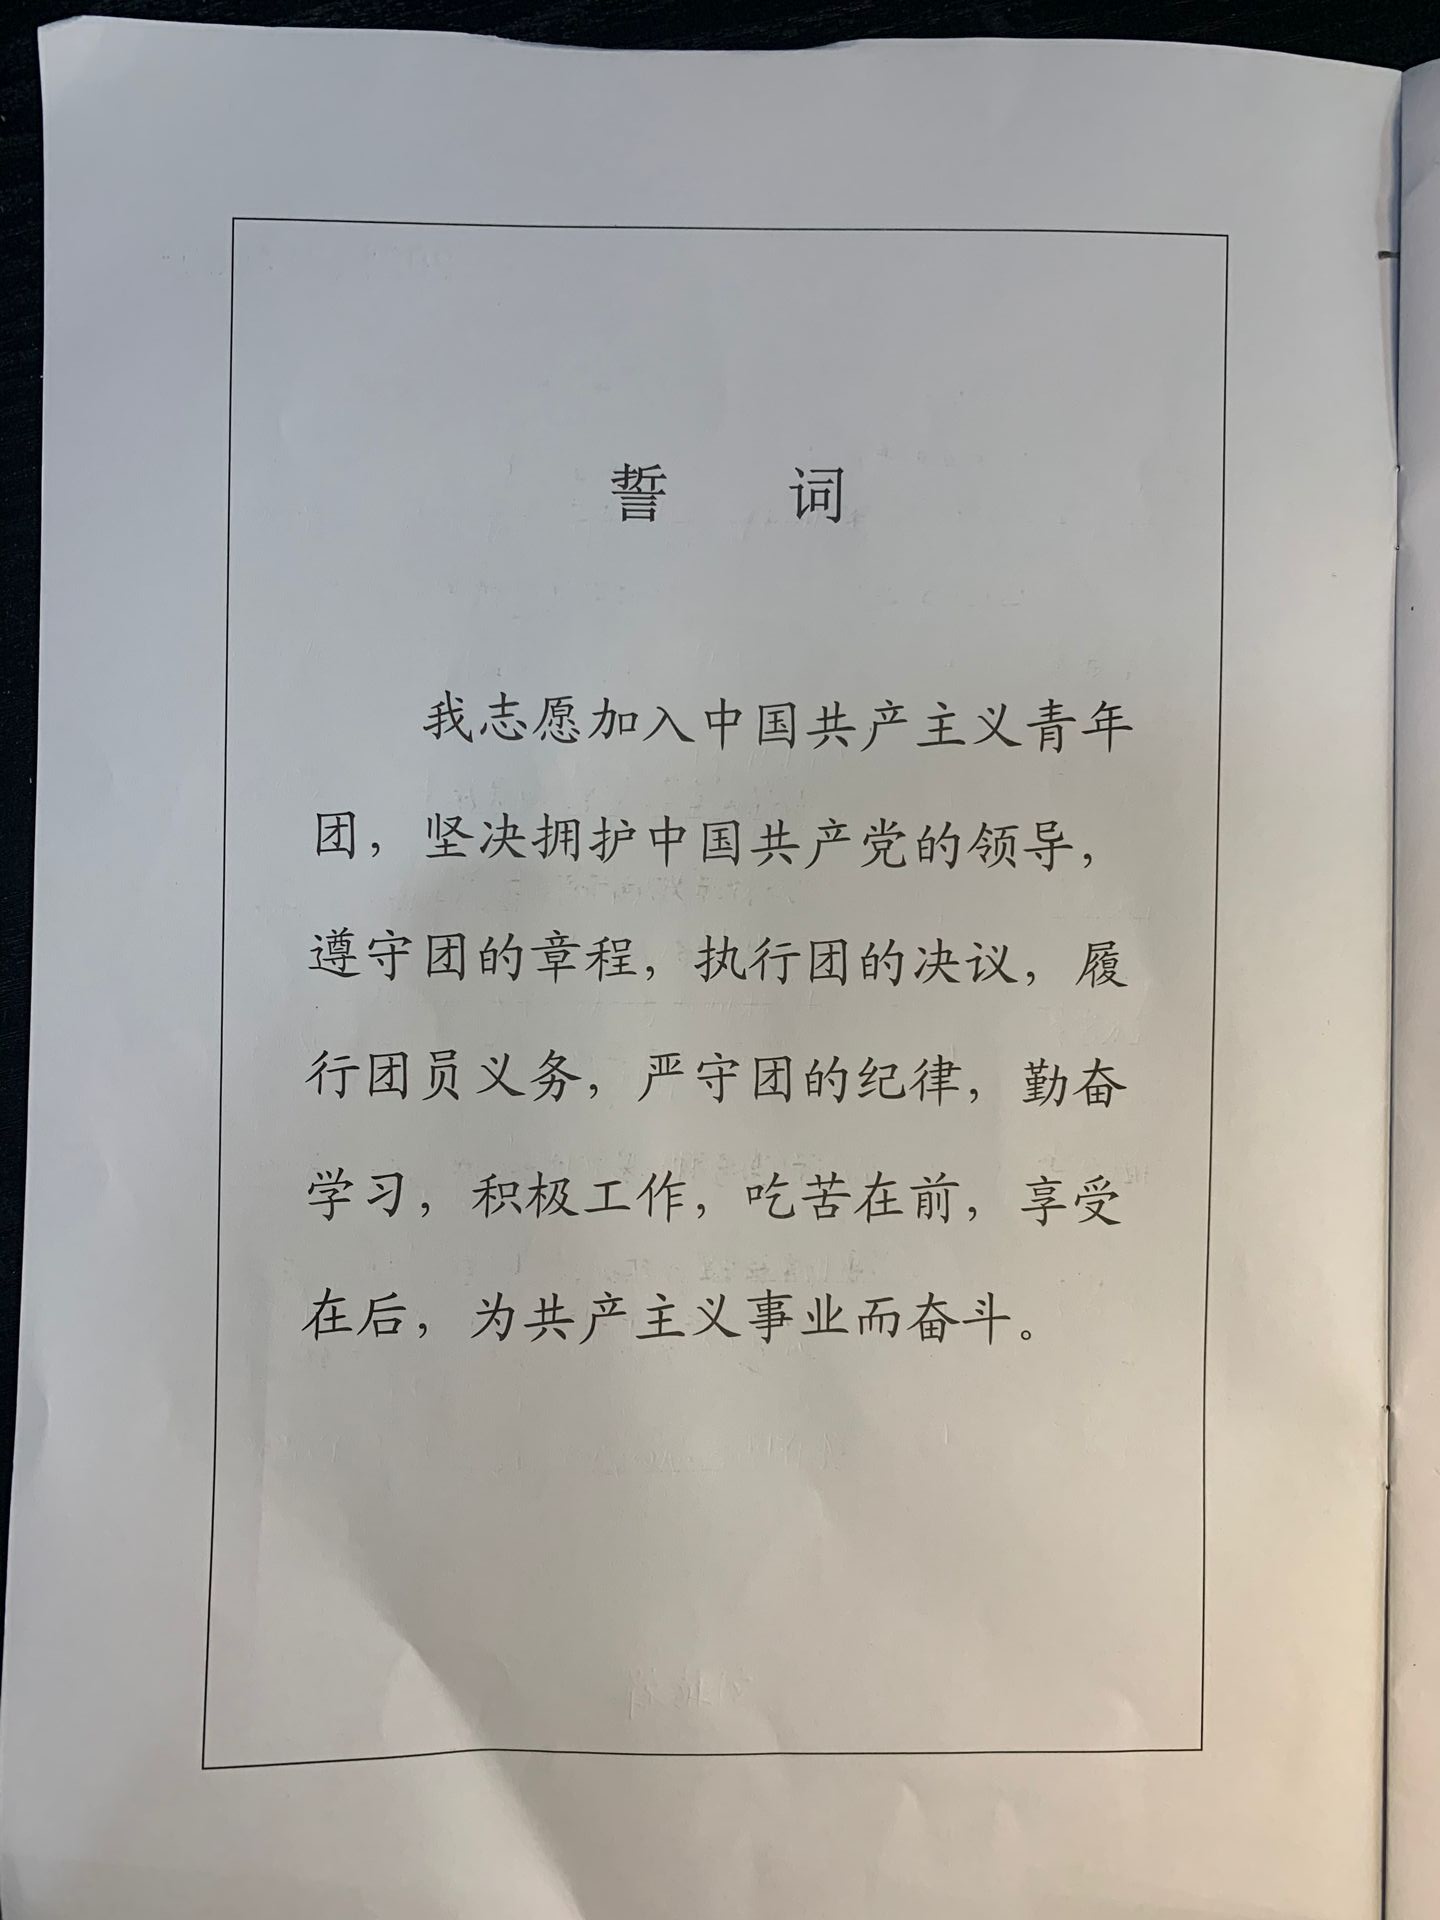 誓 词
我志愿加入中国共产主义青年
团，坚决拥护中国共产党的领导，
遵守团的章程，执行团的决议，履
行团员义务，严守团的纪律，勤奋
学习，积极工作，吃苦在前，享受
在后，为共产主义事业而奋斗。